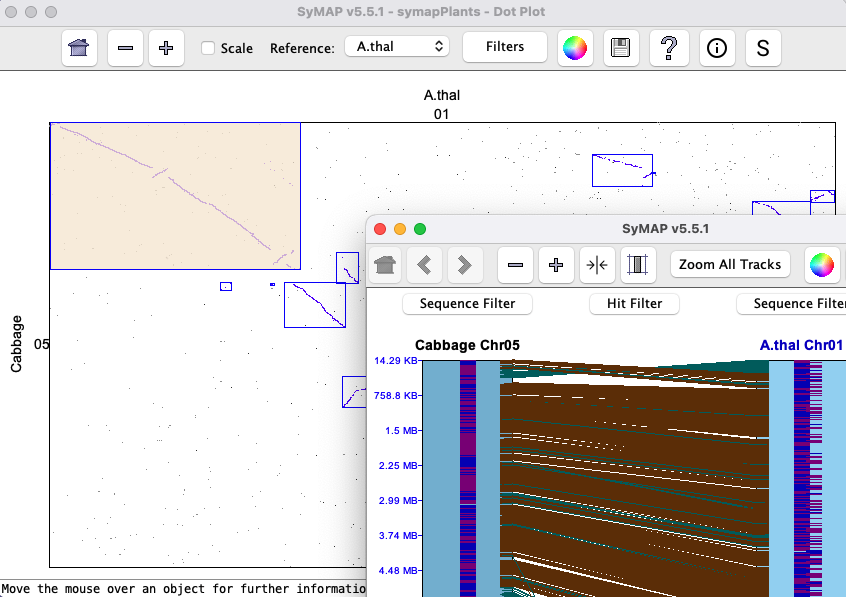 SyMAP v5.5.1 - symapPlants - Dot Plot
Scale Reference: A.thal Filters ? S
A.thal
01
Cabbage
05
Move the mouse over an object for further informatio
SyMAP v5.5.1
Zoom All Tracks
Sequence Filter Hit Filter Sequence Filte
Cabbage Chr05 A.thal Chr01
14.29 KB
758.8 KB
1.5 MB
2.25 MB
2.99 MB
3.74 MB
4.48 MB